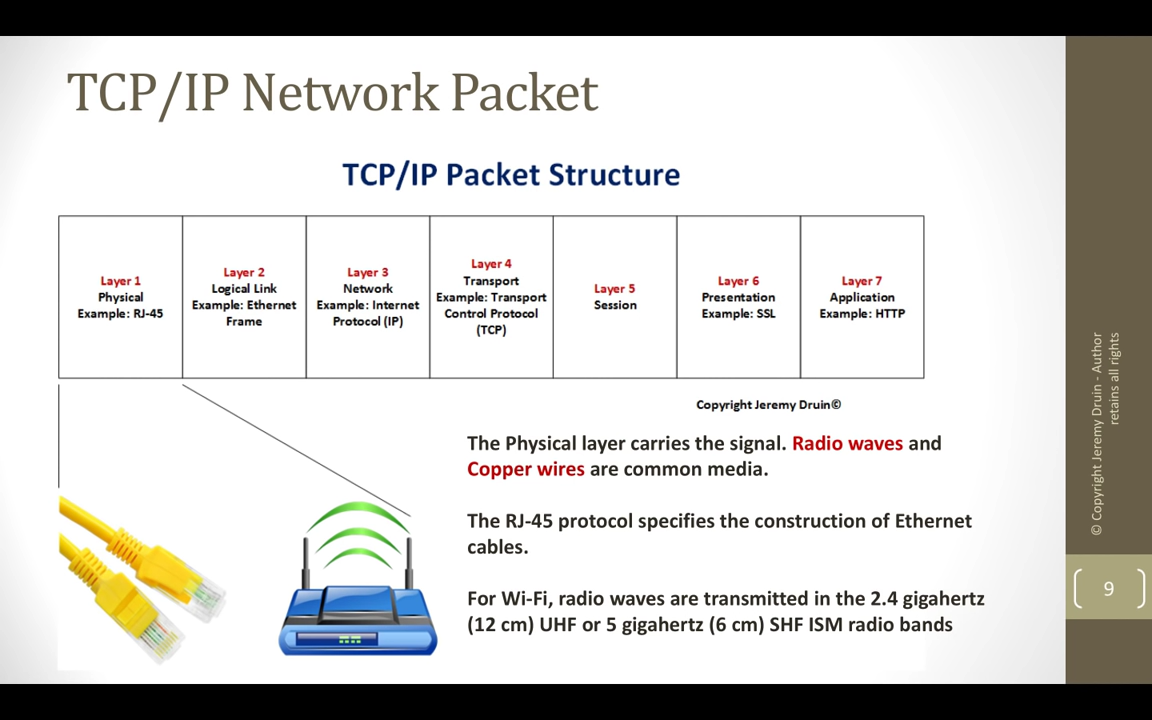 TCP/IP Network Packet
TCP/IP Packet Structure
Layer 1
Physical
Example: RJ-45
Layer 2
Logical Link
Example: Ethernet
Frame
Layer 3
Network
Example: Internet
Protocol (IP)
Layer 4
Transport
Example: Transport
Control Protocol
(TCP)
Layer 5
Session
Layer 6
Presentation
Example: SSL
Layer 7
Application
Example: HTTP
Copyright Jeremy Druin©
The Physical layer carries the signal. Radio waves and
Copper wires are common media.
The RJ-45 protocol specifies the construction of Ethernet
cables.
For Wi-Fi, radio waves are transmitted in the 2.4 gigahertz
(12 cm) UHF or 5 gigahertz (6 cm) SHF ISM radio bands
© Copyright Jeremy Druin - Author
retains all rights
9